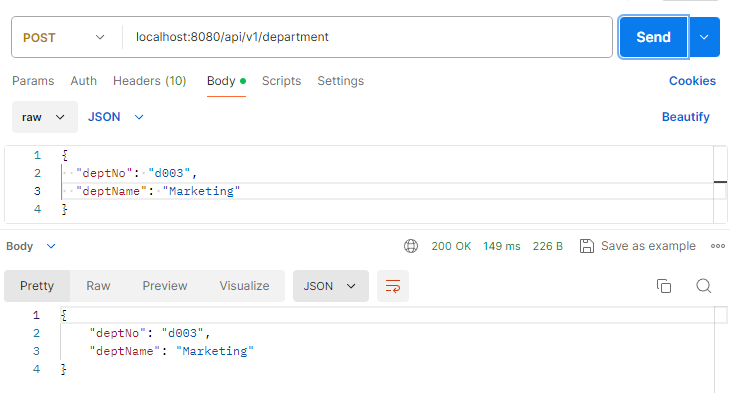 POST localhost:8080/api/v1/department Send
Params Auth Headers (10) Body Scripts Settings Cookies
raw JSON Beautify
1 {
2 "deptNo": "d003",
3 "deptName": "Marketing"
4 }
Body 200 OK 149 ms 226 B Save as example
Pretty Raw Preview Visualize JSON
1 {
2 "deptNo": "d003",
3 "deptName": "Marketing"
4 }